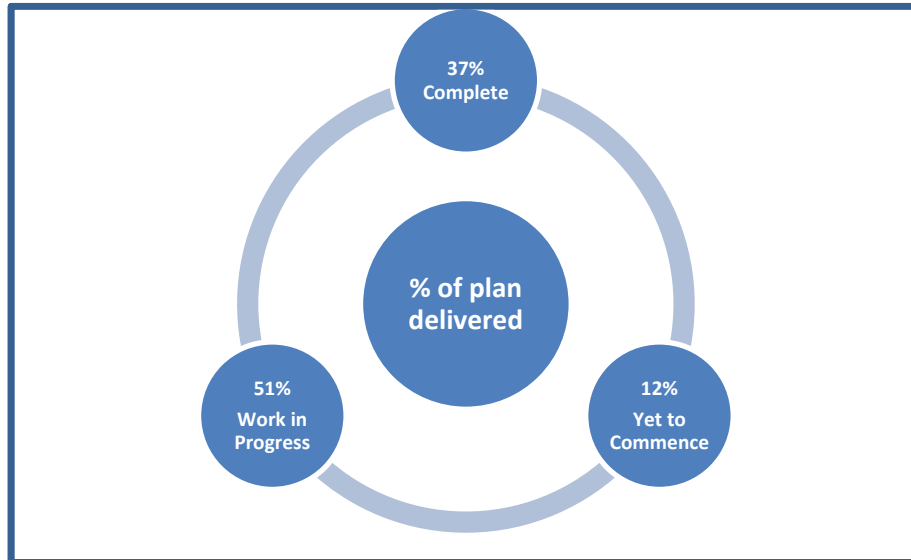 37%
Complete
% of plan
delivered
51%
Work in
Progress
12%
Yet to
Commence